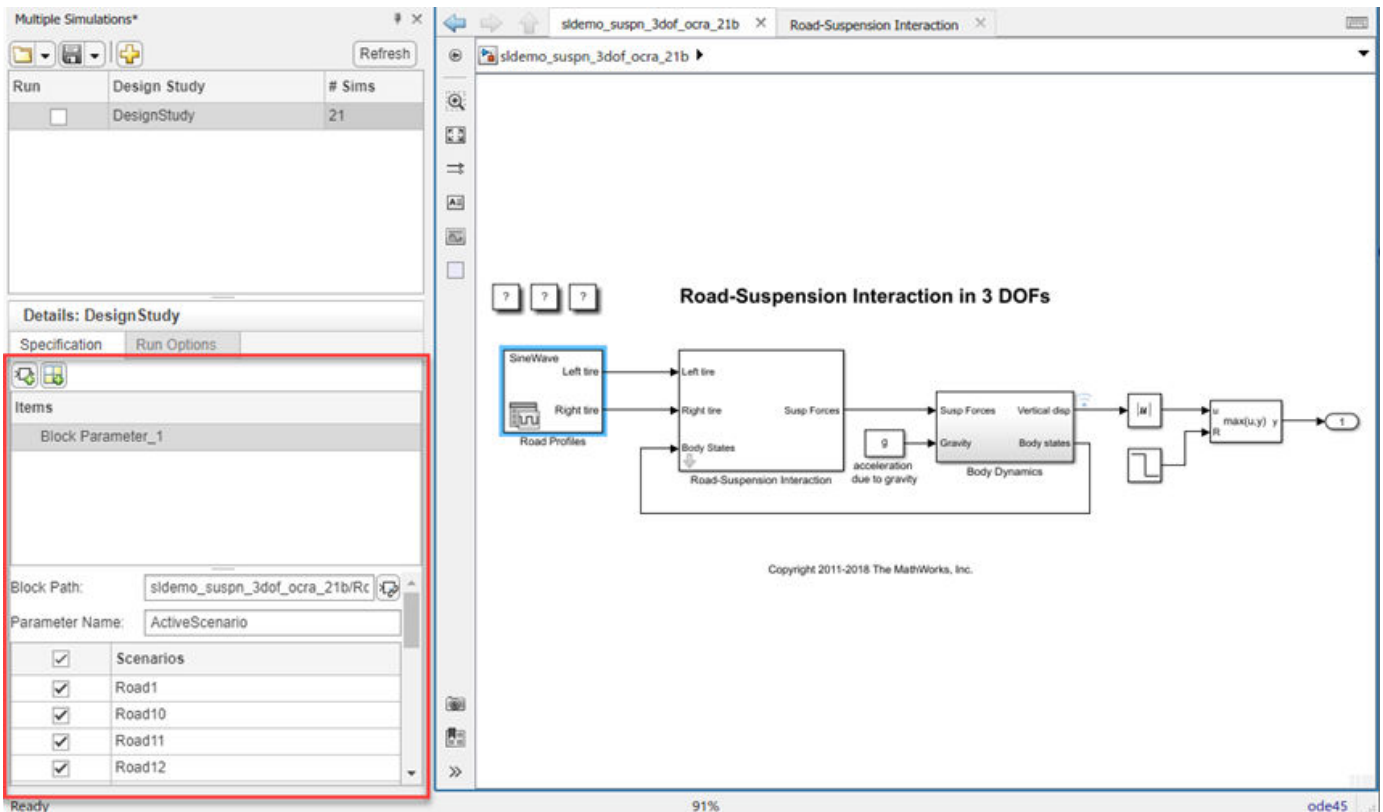 Multiple Simulations*
Refresh
Run Design Study # Sims
DesignStudy 21
Details: DesignStudy
Specification Run Options
Items
Block Parameter_1
Block Path: sldemo_suspn_3dof_ocra_21b/Rc
Parameter Name: ActiveScenario
Scenarios
Road1
Road10
Road11
Road12
Ready
sldemo_suspn_3dof_ocra_21b Road-Suspension Interaction
sldemo_suspn_3dof_ocra_21b
? ? ?
Road-Suspension Interaction in 3 DOFs
SineWave
Left tire
Right tire
Road Profiles
Left tire
Right tire Susp Forces
Body States
Road-Suspension Interaction
g
acceleration
due to gravity
Susp Forces Vertical disp
Gravity Body states
Body Dynamics
|u|
u
max(u,y) y
R
1
Copyright 2011-2018 The MathWorks, Inc.
91%
ode45